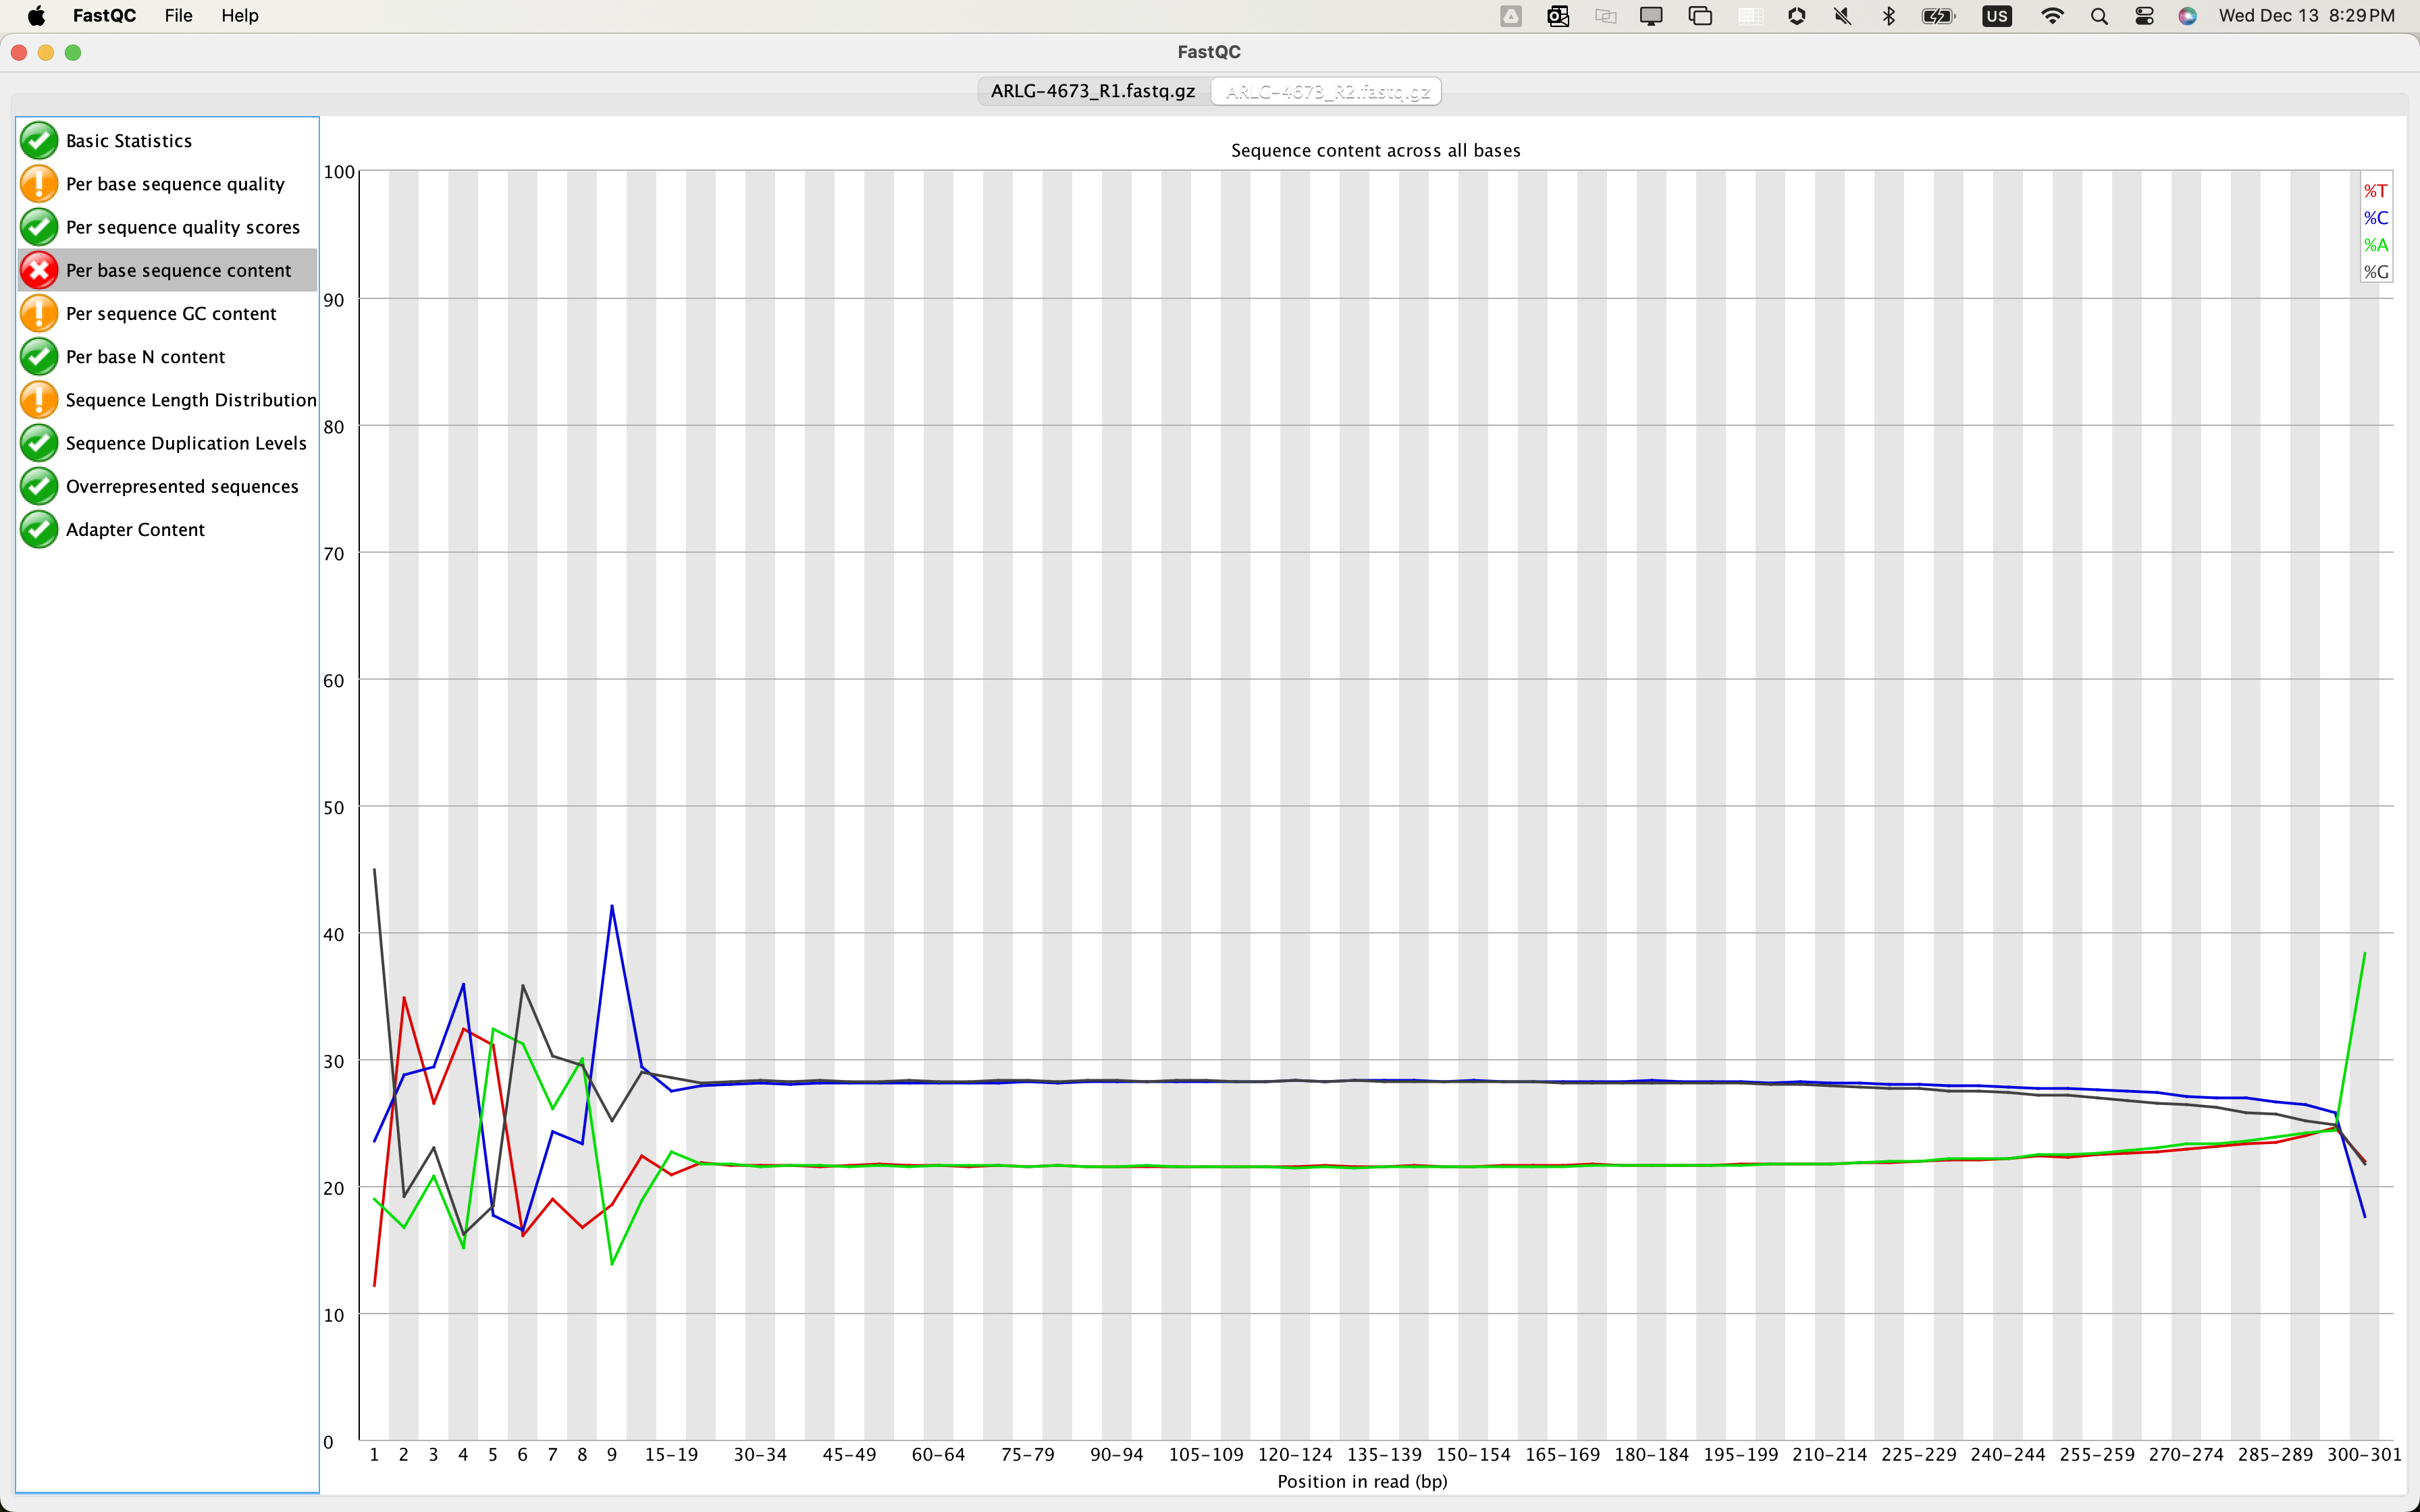 FastQC File Help US Wed Dec 13 8:29 PM
FastQC
ARLG-4673_R1.fastq.gz ARLG-4673_R2.fastq.gz
Basic Statistics
Per base sequence quality
Per sequence quality scores
Per base sequence content
Per sequence GC content
Per base N content
Sequence Length Distribution
Sequence Duplication Levels
Overrepresented sequences
Adapter Content
Sequence content across all bases
%T
%C
%A
%G
100
90
80
70
60
50
40
30
20
10
0
1 2 3 4 5 6 7 8 9 15-19 30-34 45-49 60-64 75-79 90-94 105-109 120-124 135-139 150-154 165-169 180-184 195-199 210-214 225-229 240-244 255-259 270-274 285-289 300-301
Position in read (bp)